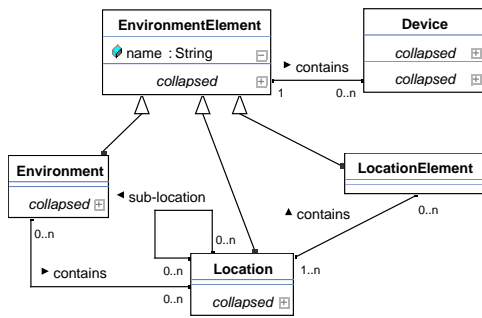 EnvironmentElement
name : String
collapsed
Device
collapsed
collapsed
contains
1
0..n
Environment
collapsed
LocationElement
sub-location
contains
0..n
0..n
0..n
0..n
contains
0..n
1..n
Location
collapsed